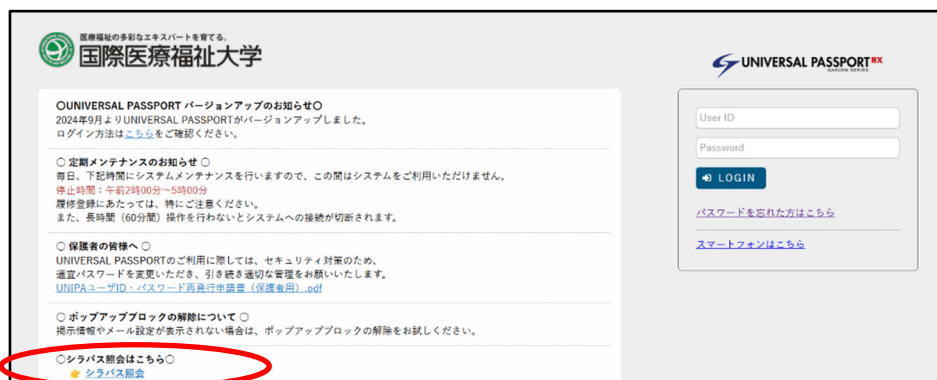 医療福祉の多彩なエキスパートを育てる。
国際医療福祉大学
〇UNIVERSAL PASSPORT バージョンアップのお知らせ〇
2024年9月よりUNIVERSAL PASSPORTがバージョンアップしました。
ログイン方法はこちらをご確認ください。
〇 定期メンテナンスのお知らせ 〇
毎日、下記時間にシステムメンテナンスを行いますので、この間はシステムをご利用いただけません。
停止時間:午前2時00分~5時00分
履修登録にあたっては、特にご注意ください。
また、長時間(60分間)操作を行わないとシステムへの接続が切断されます。
〇 保護者の皆様へ 〇
UNIVERSAL PASSPORTのご利用に際しては、セキュリティ対策のため、
適宜パスワードを変更いただき、引き続き適切な管理をお願いいたします。
UNIPAユーザID・パスワード再発行申請書(保護者用).pdf
〇 ポップアップブロックの解除について 〇
掲示情報やメール設定が表示されない場合は、ポップアップブロックの解除をお試しください。
〇シラバス照会はこちら〇
👉 シラバス照会
UNIVERSAL PASSPORT RX
GAKUEN SERIES
User ID
Password
LOGIN
パスワードを忘れた方はこちら
スマートフォンはこちら